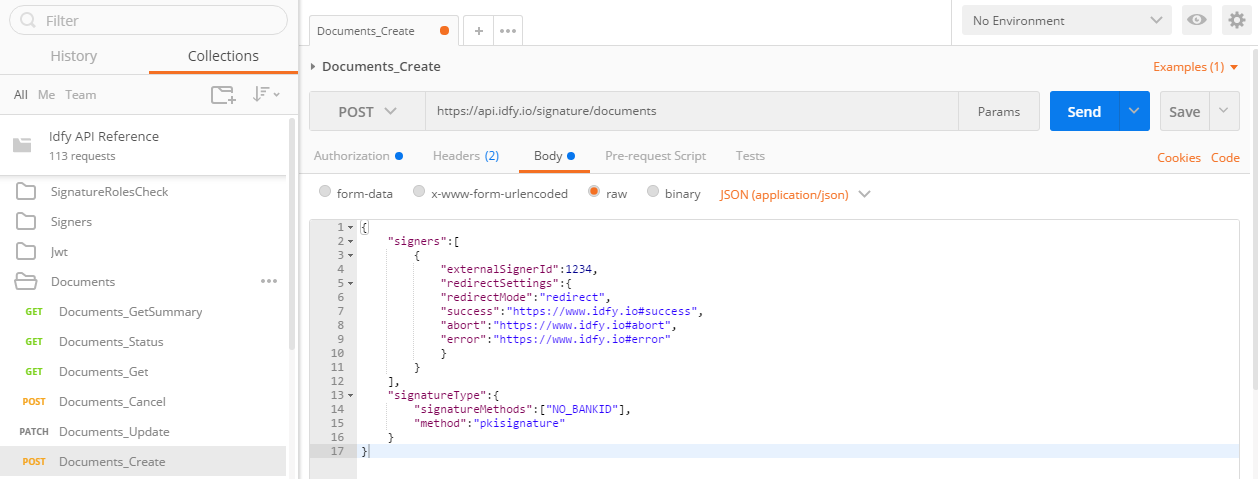 Filter
History Collections
All Me Team
Idfy API Reference
113 requests
SignatureRolesCheck
Signers
Jwt
Documents •••
GET Documents_GetSummary
GET Documents_Status
GET Documents_Get
POST Documents_Cancel
PATCH Documents_Update
POST Documents_Create
Documents_Create + •••
No Environment
Documents_Create Examples (1)
POST https://api.idfy.io/signature/documents Params Send Save
Authorization Headers (2) Body Pre-request Script Tests Cookies Code
form-data x-www-form-urlencoded raw binary JSON (application/json)
1 {
2 "signers":[
3 {
4 "externalSignerId":1234,
5 "redirectSettings":{
6 "redirectMode":"redirect",
7 "success":"https://www.idfy.io#success",
8 "abort":"https://www.idfy.io#abort",
9 "error":"https://www.idfy.io#error"
10 }
11 }
12 ],
13 "signatureType":{
14 "signatureMethods":["NO_BANKID"],
15 "method":"pkisignature"
16 }
17 }